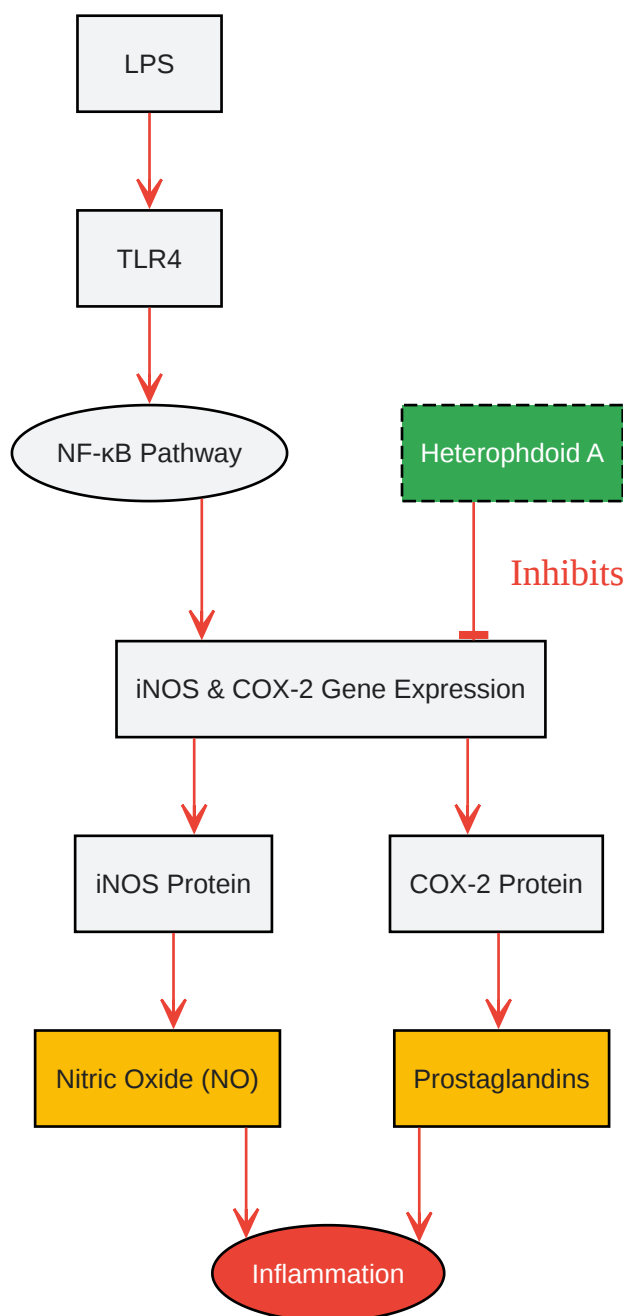 LPS
TLR4
NF-κB Pathway
Heterophdoid A
Inhibits
iNOS & COX-2 Gene Expression
iNOS Protein
COX-2 Protein
Nitric Oxide (NO)
Prostaglandins
Inflammation